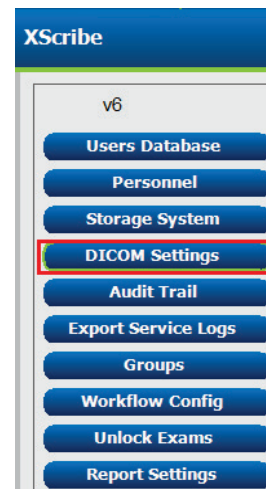 XScribe
v6
Users Database
Personnel
Storage System
DICOM Settings
Audit Trail
Export Service Logs
Groups
Workflow Config
Unlock Exams
Report Settings